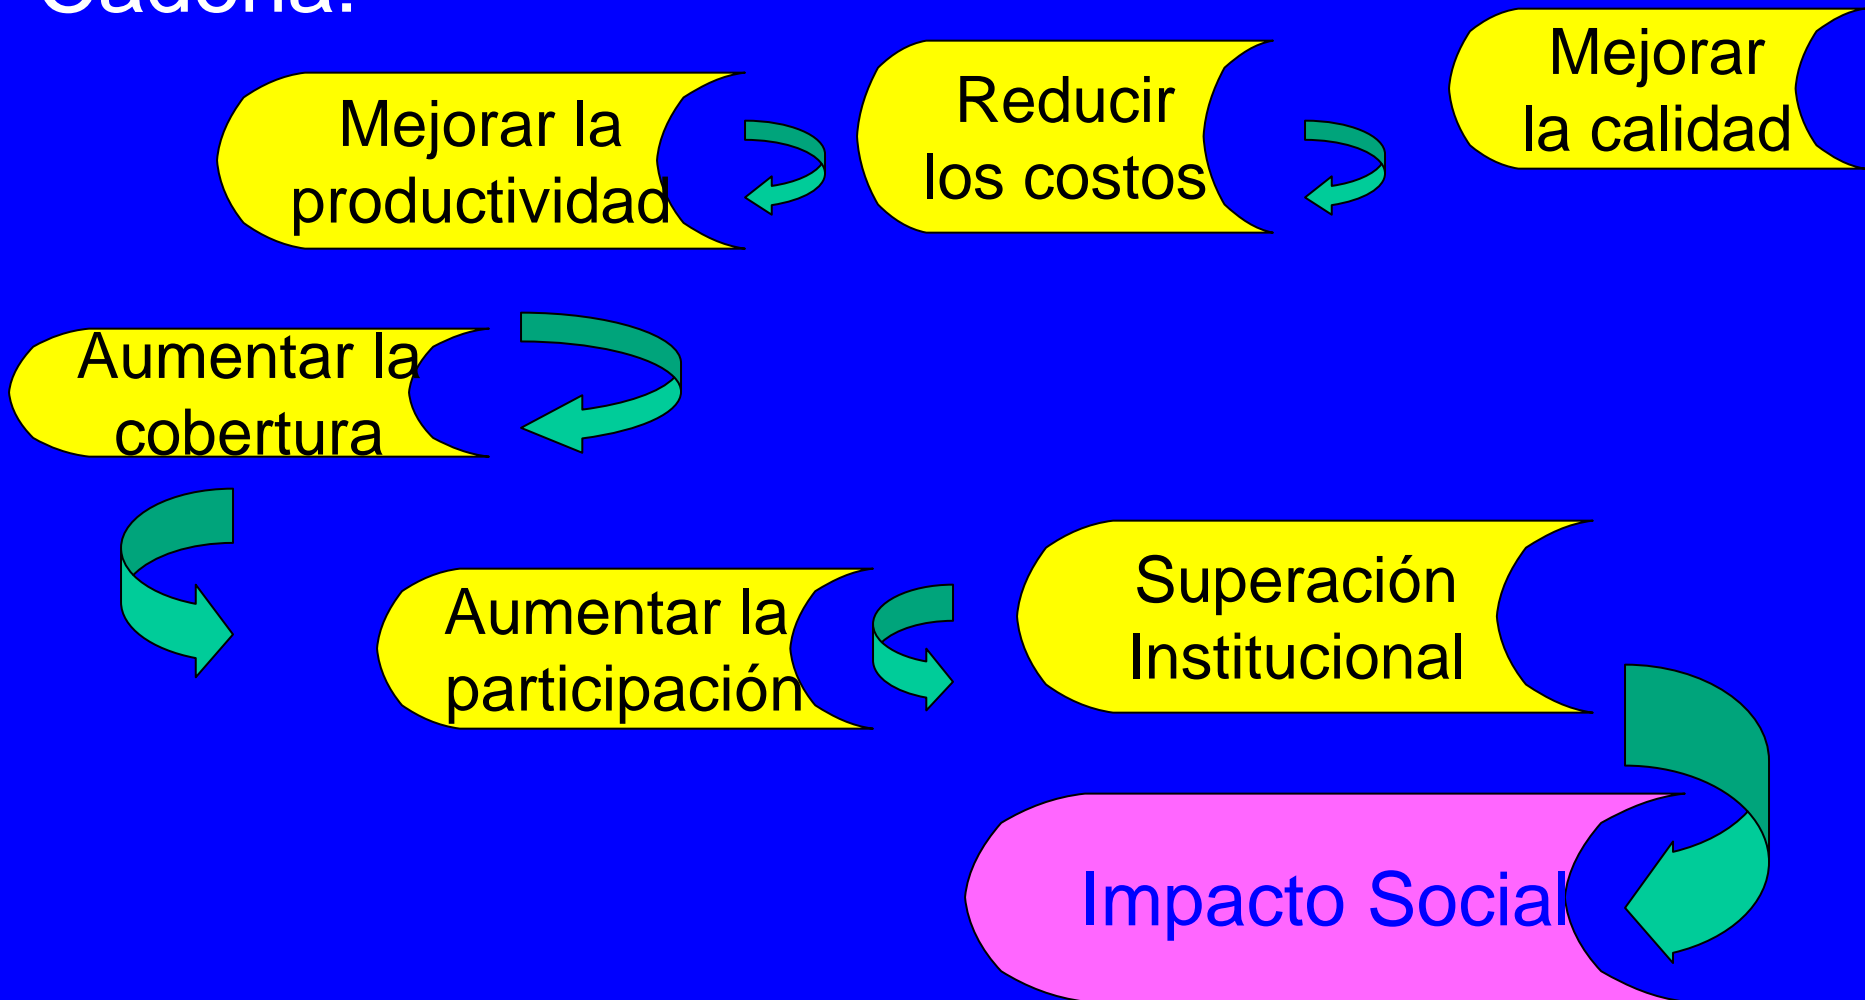 Mejorar
la calidad
Reducir
los costos
Mejorar la
productividad
Aumentar la
cobertura
Aumentar la
participación
Superación
Institucional
Impacto Social